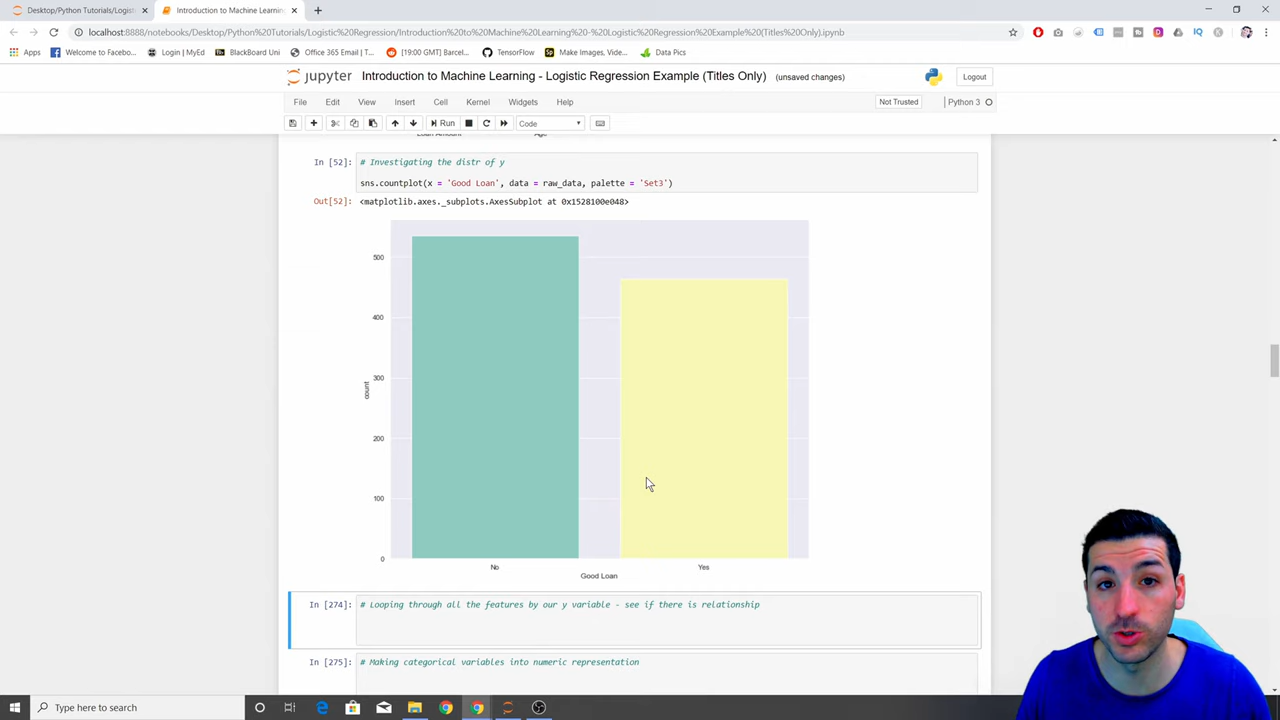 Desktop/Python Tutorials/Logist
Introduction to Machine Learning
localhost:8888/notebooks/Desktop/Python%20Tutorials/Logistic%20Regression/Introduction%20to%20Machine%20Learning%20-%20Logistic%20Regression%20Example%20(Titles%20Only).ipynb
Apps
Welcome to Facebo...
Login | MyEd
BlackBoard Uni
Office 365 Email | T...
[19:00 GMT] Barcel...
TensorFlow
Make Images, Vide...
Data Pics
jupyter Introduction to Machine Learning - Logistic Regression Example (Titles Only) (unsaved changes)
Logout
File Edit View Insert Cell Kernel Widgets Help
Not Trusted
Python 3
Run
Code
Loan Amount
Age
In [52]: # Investigating the distr of y
sns.countplot(x = 'Good Loan', data = raw_data, palette = 'Set3')
Out[52]: <matplotlib.axes._subplots.AxesSubplot at 0x1528100e048>
500
400
300
200
100
0
count
No
Yes
Good Loan
In [274]: # Looping through all the features by our y variable - see if there is relationship
In [275]: # Making categorical variables into numeric representation
Type here to search